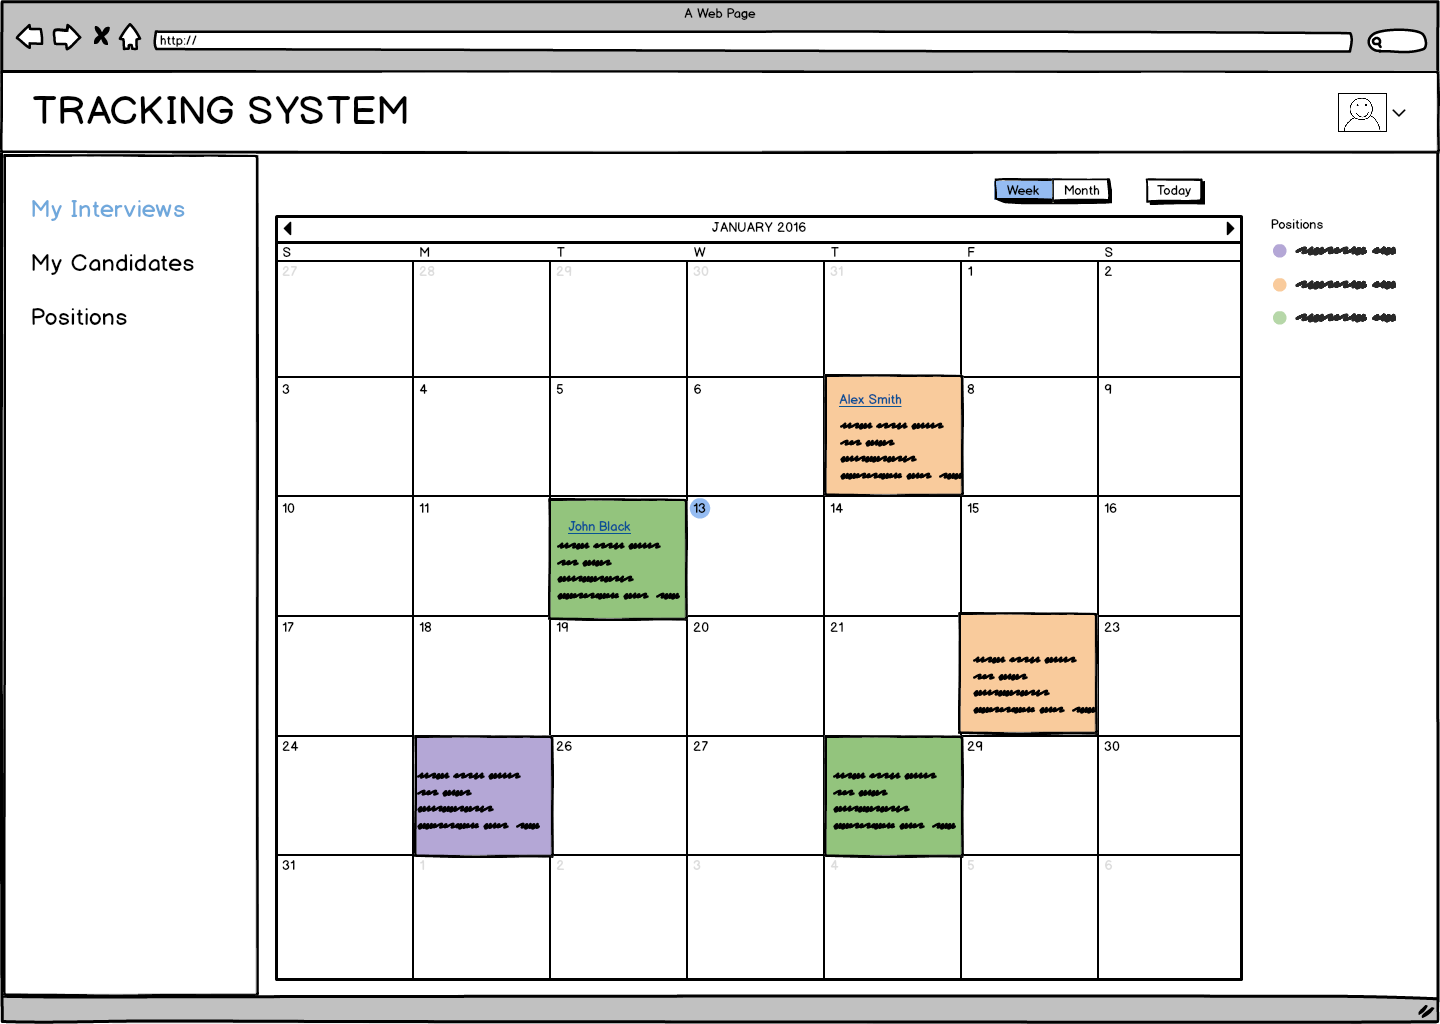 A Web Page
http://
TRACKING SYSTEM
My Interviews
My Candidates
Positions
Week Month Today
JANUARY 2016
S M T W T F S
27 28 29 30 31 1 2
3 4 5 6 8 9
Alex Smith
10 11 13 14 15 16
John Black
17 18 19 20 21 23
24 26 27 29 30
31 1 2 3 4 5 6
Positions